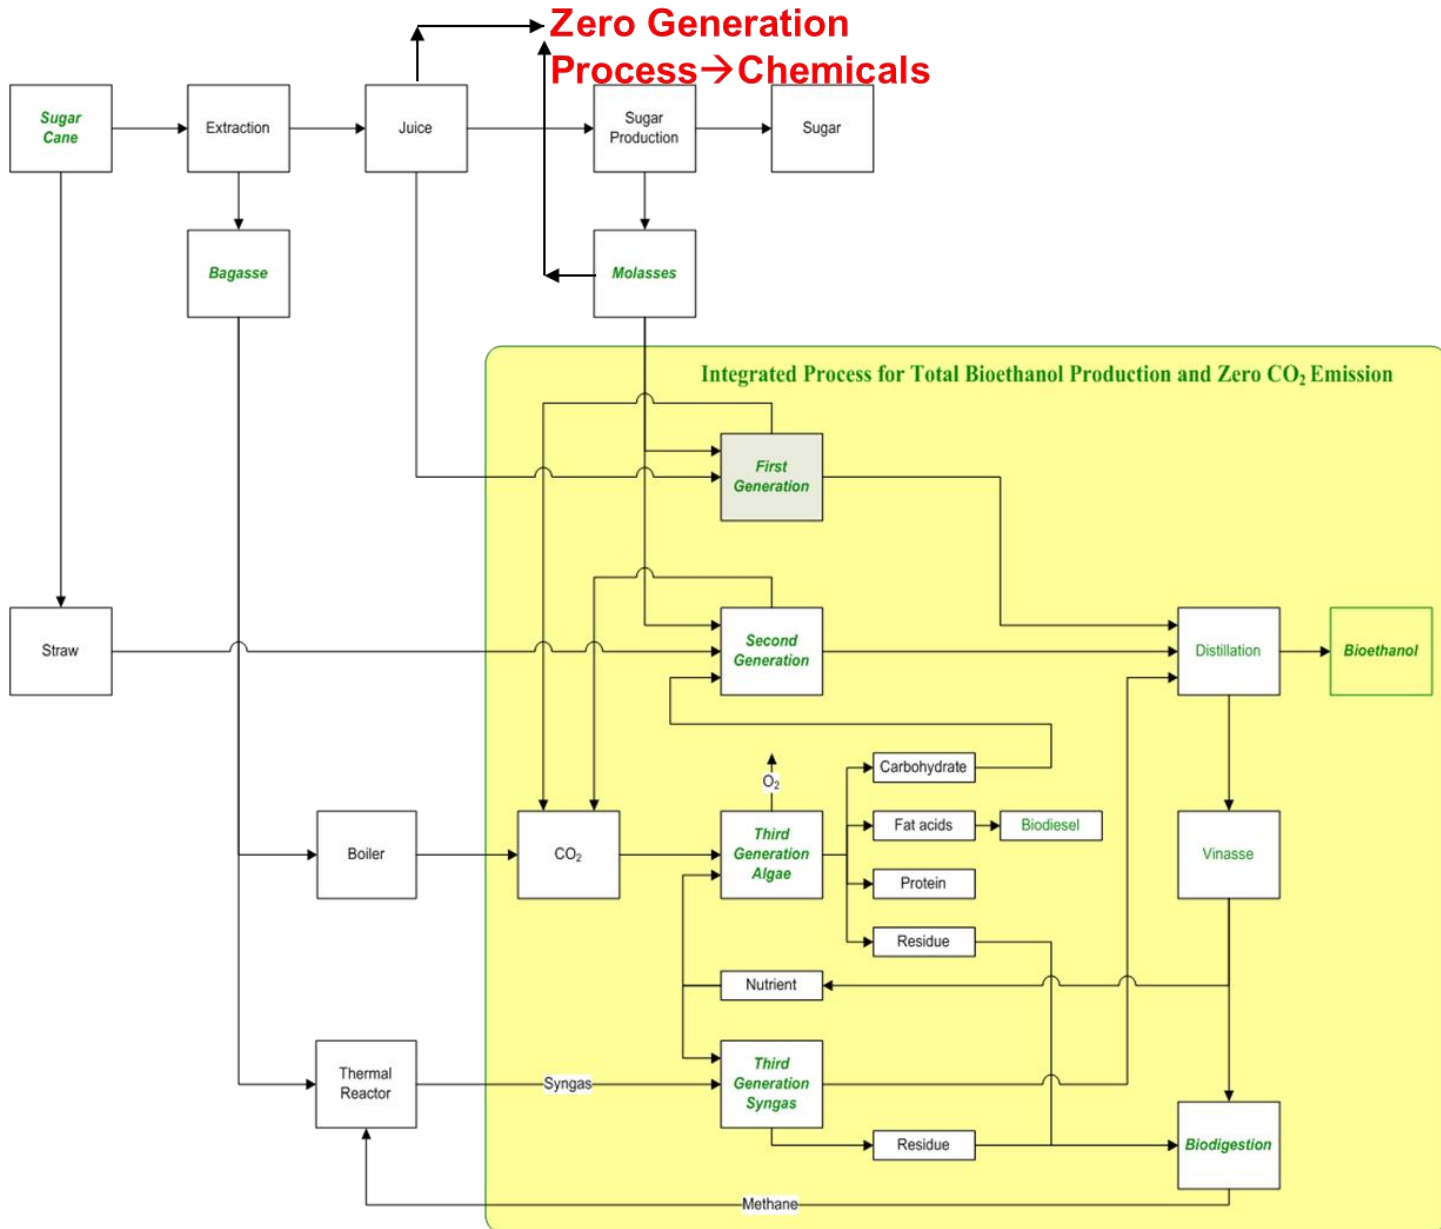 Zero Generation
Process→Chemicals
Sugar
Cane
Extraction
Juice
Sugar
Production
Sugar
Bagasse
Molasses
Integrated Process for Total Bioethanol Production and Zero CO₂ Emission
First
Generation
Straw
Second
Generation
Distillation
Bioethanol
Carbohydrate
O₂
Boiler
CO₂
Third
Generation
Algae
Fat acids
Biodiesel
Vinasse
Protein
Residue
Nutrient
Thermal
Reactor
Syngas
Third
Generation
Syngas
Residue
Biodigestion
Methane